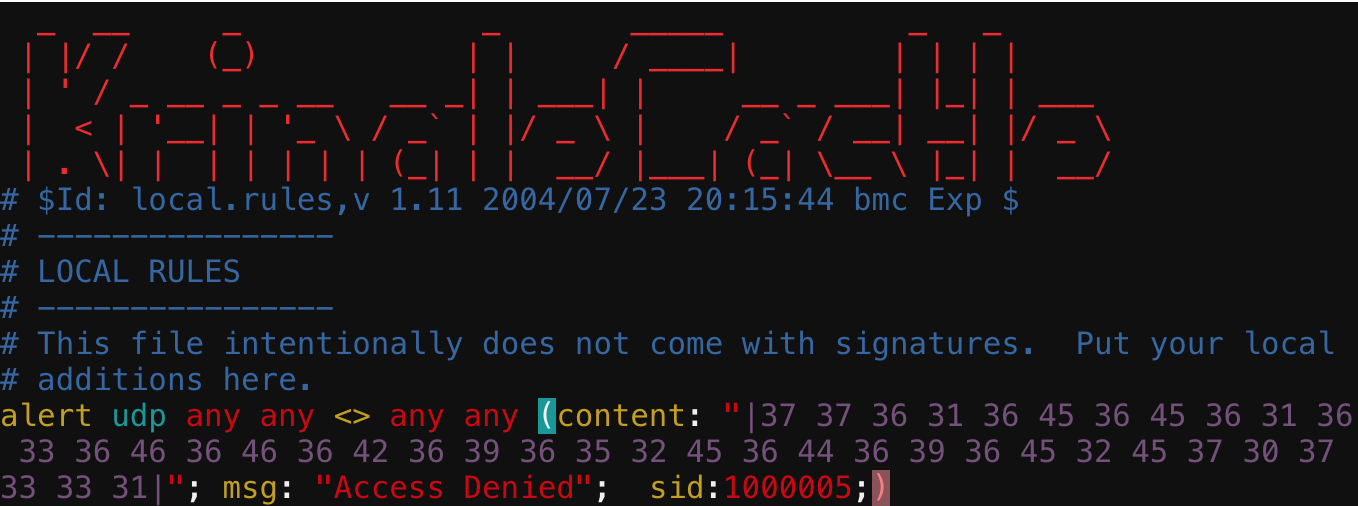 KrinaleCastle
# $Id: local.rules,v 1.11 2004/07/23 20:15:44 bmc Exp $
# ----------------
# LOCAL RULES
# ----------------
# This file intentionally does not come with signatures.  Put your local
# additions here.
alert udp any any <> any any (content: "|37 37 36 31 36 45 36 45 36 31 36
33 36 46 36 46 36 42 36 39 36 35 32 45 36 44 36 39 36 45 32 45 37 30 37
33 33 31|"; msg: "Access Denied";  sid:1000005;)